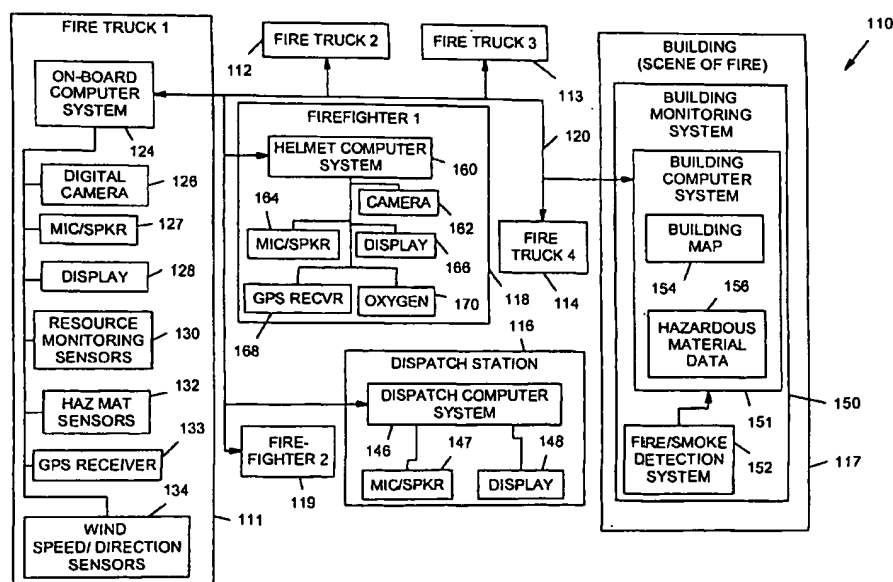 FIRE TRUCK 1
ON-BOARD
COMPUTER
SYSTEM
124
DIGITAL
CAMERA
126
MIC/SPKR
127
DISPLAY
128
RESOURCE
MONITORING
SENSORS
130
HAZ MAT
SENSORS
132
GPS RECEIVER
133
WIND
SPEED/ DIRECTION
SENSORS
134
111
FIRE TRUCK 2
112
FIRE TRUCK 3
113
FIREFIGHTER 1
HELMET COMPUTER
SYSTEM
160
CAMERA
162
164
MIC/SPKR
DISPLAY
166
GPS RECVR
168
OXYGEN
170
118
120
FIRE
TRUCK 4
114
116
DISPATCH STATION
DISPATCH COMPUTER
SYSTEM
146
147
148
MIC/SPKR
DISPLAY
FIRE-
FIGHTER 2
119
110
BUILDING
(SCENE OF FIRE)
BUILDING
MONITORING
SYSTEM
BUILDING
COMPUTER
SYSTEM
BUILDING
MAP
154
156
HAZARDOUS
MATERIAL
DATA
151
150
FIRE/SMOKE
DETECTION
SYSTEM
152
117